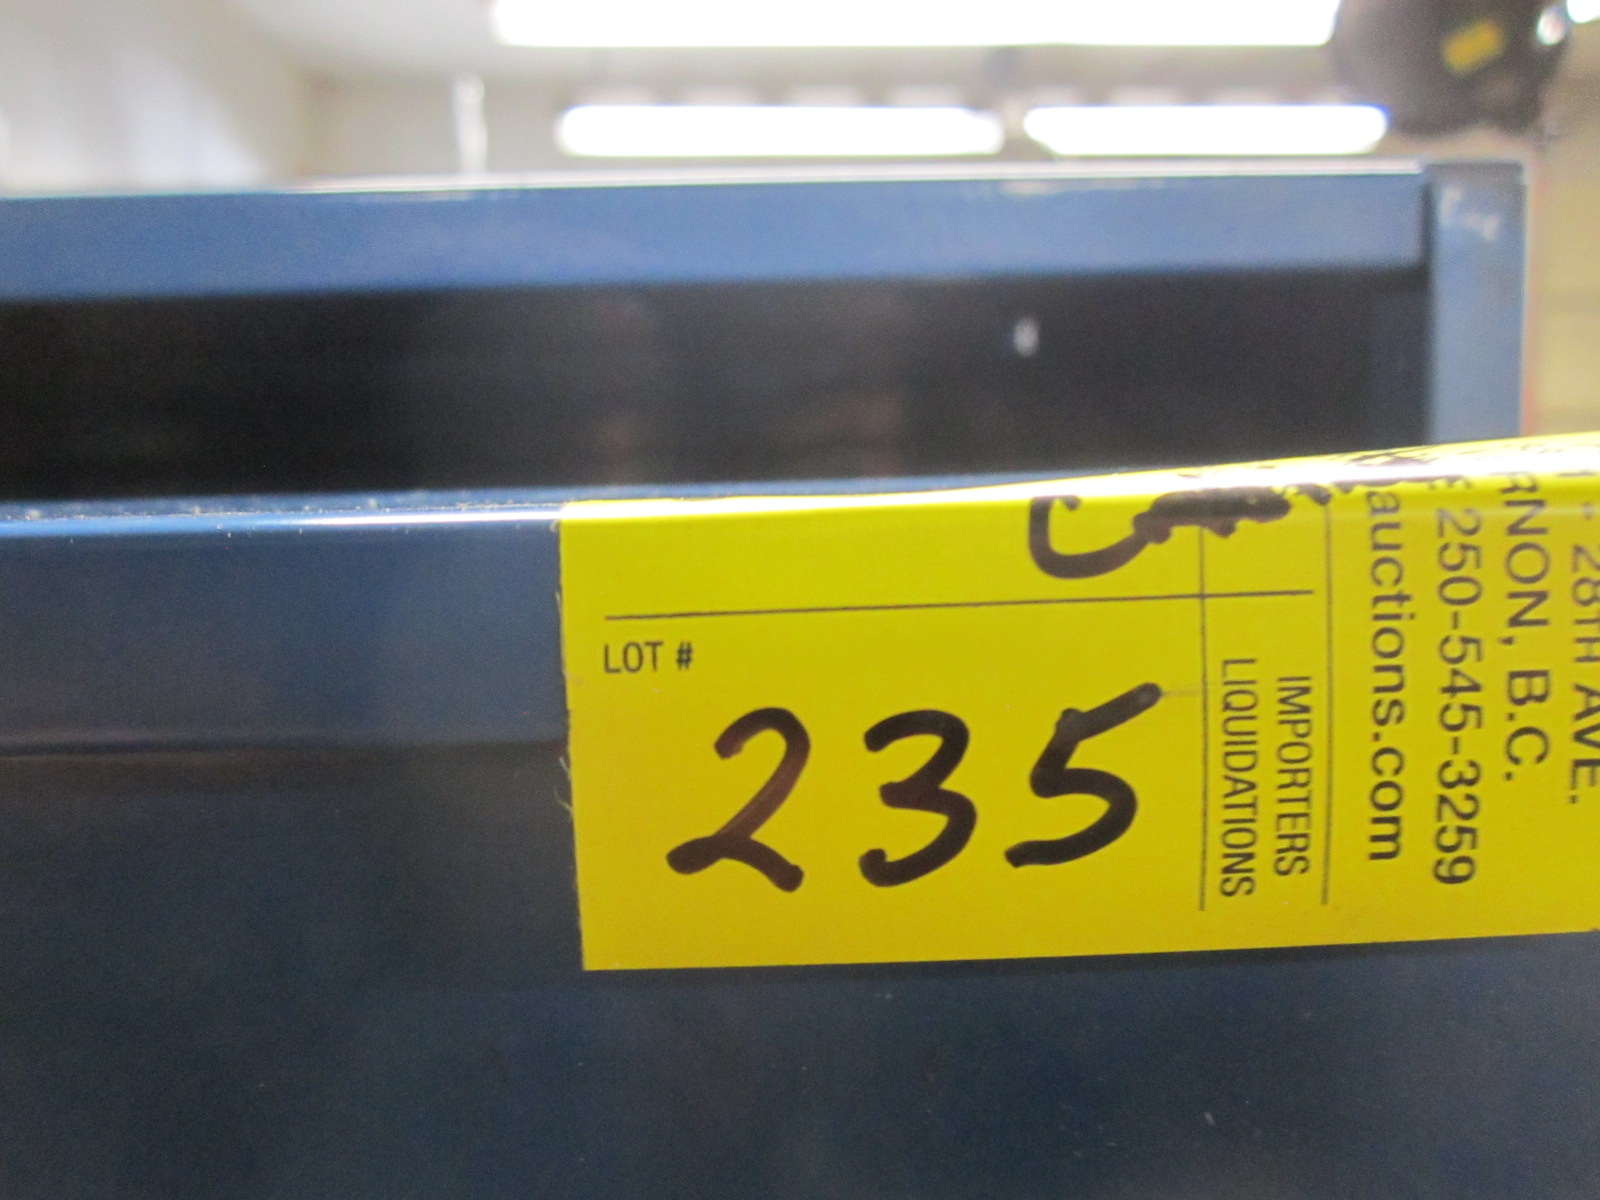 LOT #
235
IMPORTERS
LIQUIDATIONS
28TH AVE.
RNON, B.C.
250-545-3259
auctions.com